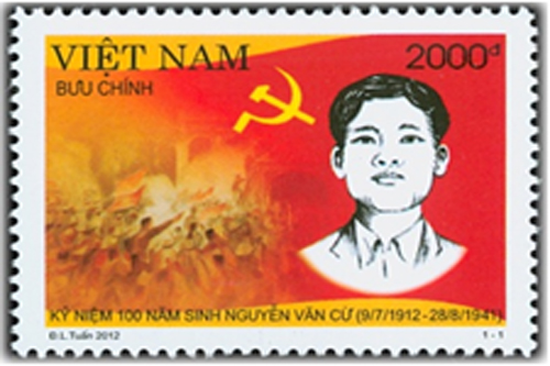 VIỆT NAM 2000đ
BƯU CHÍNH
KỶ NIỆM 100 NĂM SINH NGUYỄN VĂN CỪ (9/7/1912 - 28/8/1941)
Đ.L.Tuấn 2012 1 - 1